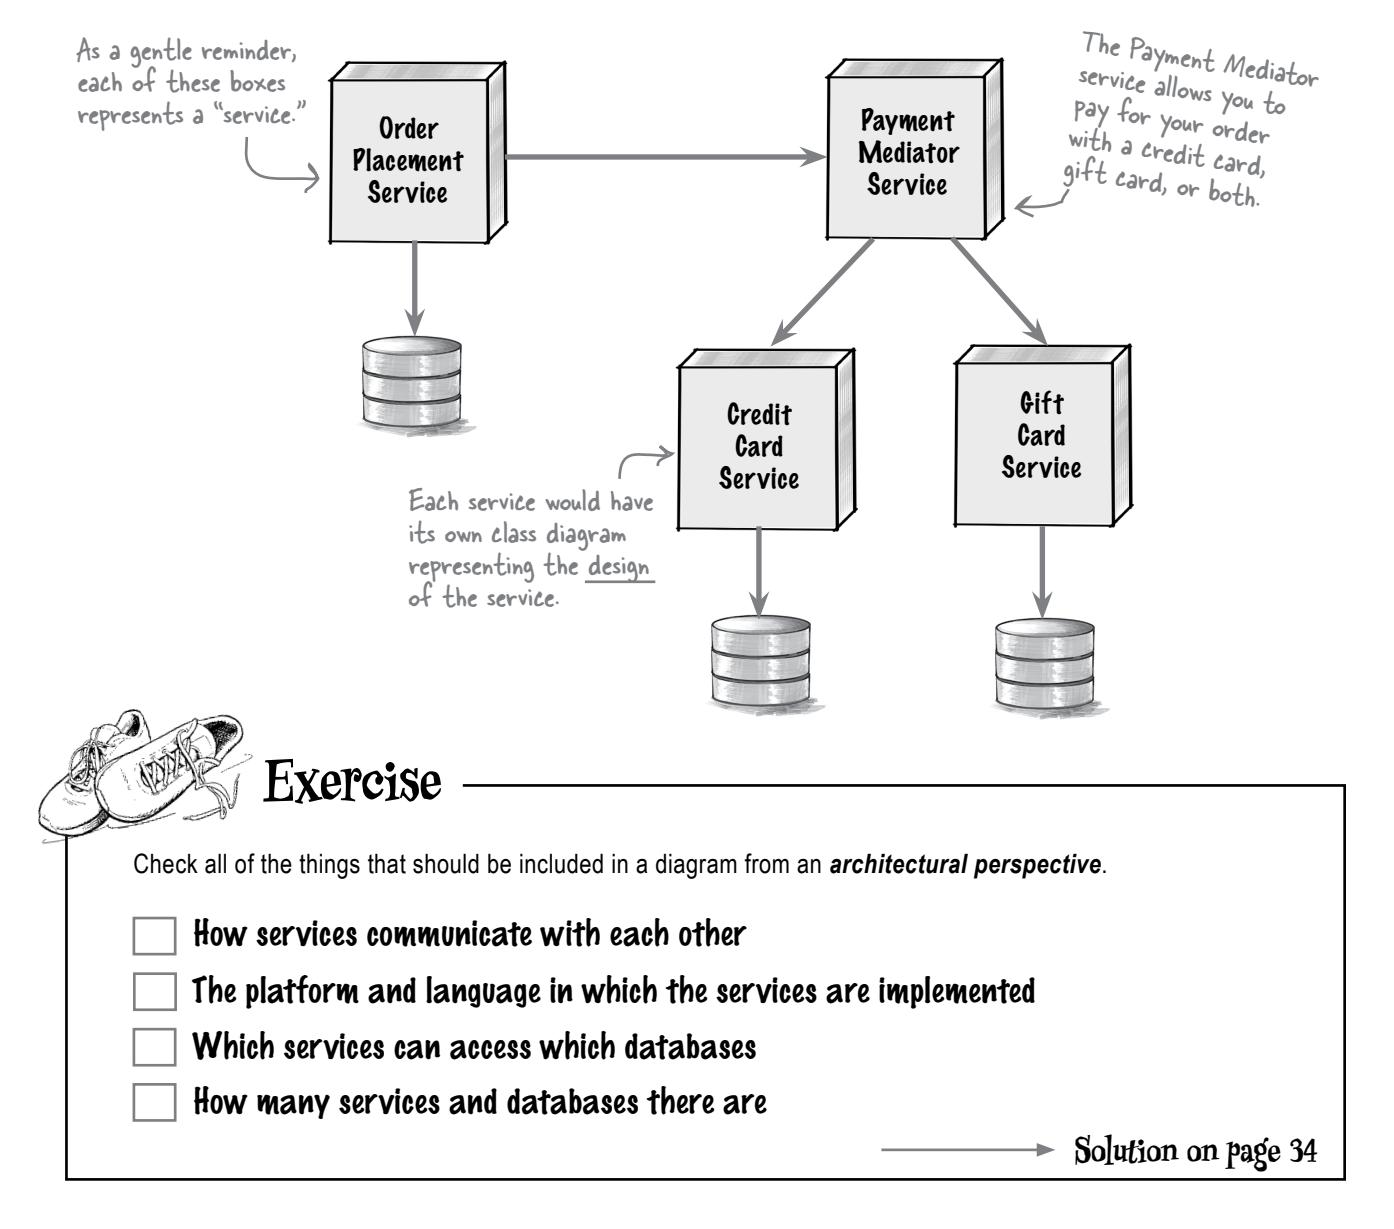 As a gentle reminder,
each of these boxes
represents a “service.”
Order
Placement
Service
Payment
Mediator
Service
The Payment Mediator
service allows you to
pay for your order
with a credit card,
gift card, or both.
Credit
Card
Service
Gift
Card
Service
Each service would have
its own class diagram
representing the design
of the service.
Exercise
Check all of the things that should be included in a diagram from an architectural perspective.
How services communicate with each other
The platform and language in which the services are implemented
Which services can access which databases
How many services and databases there are
Solution on page 34